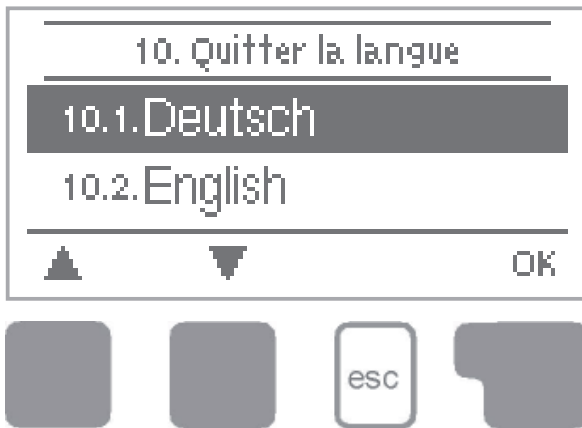 10. Quitter la langue
10.1.Deutsch
10.2.English
OK
esc